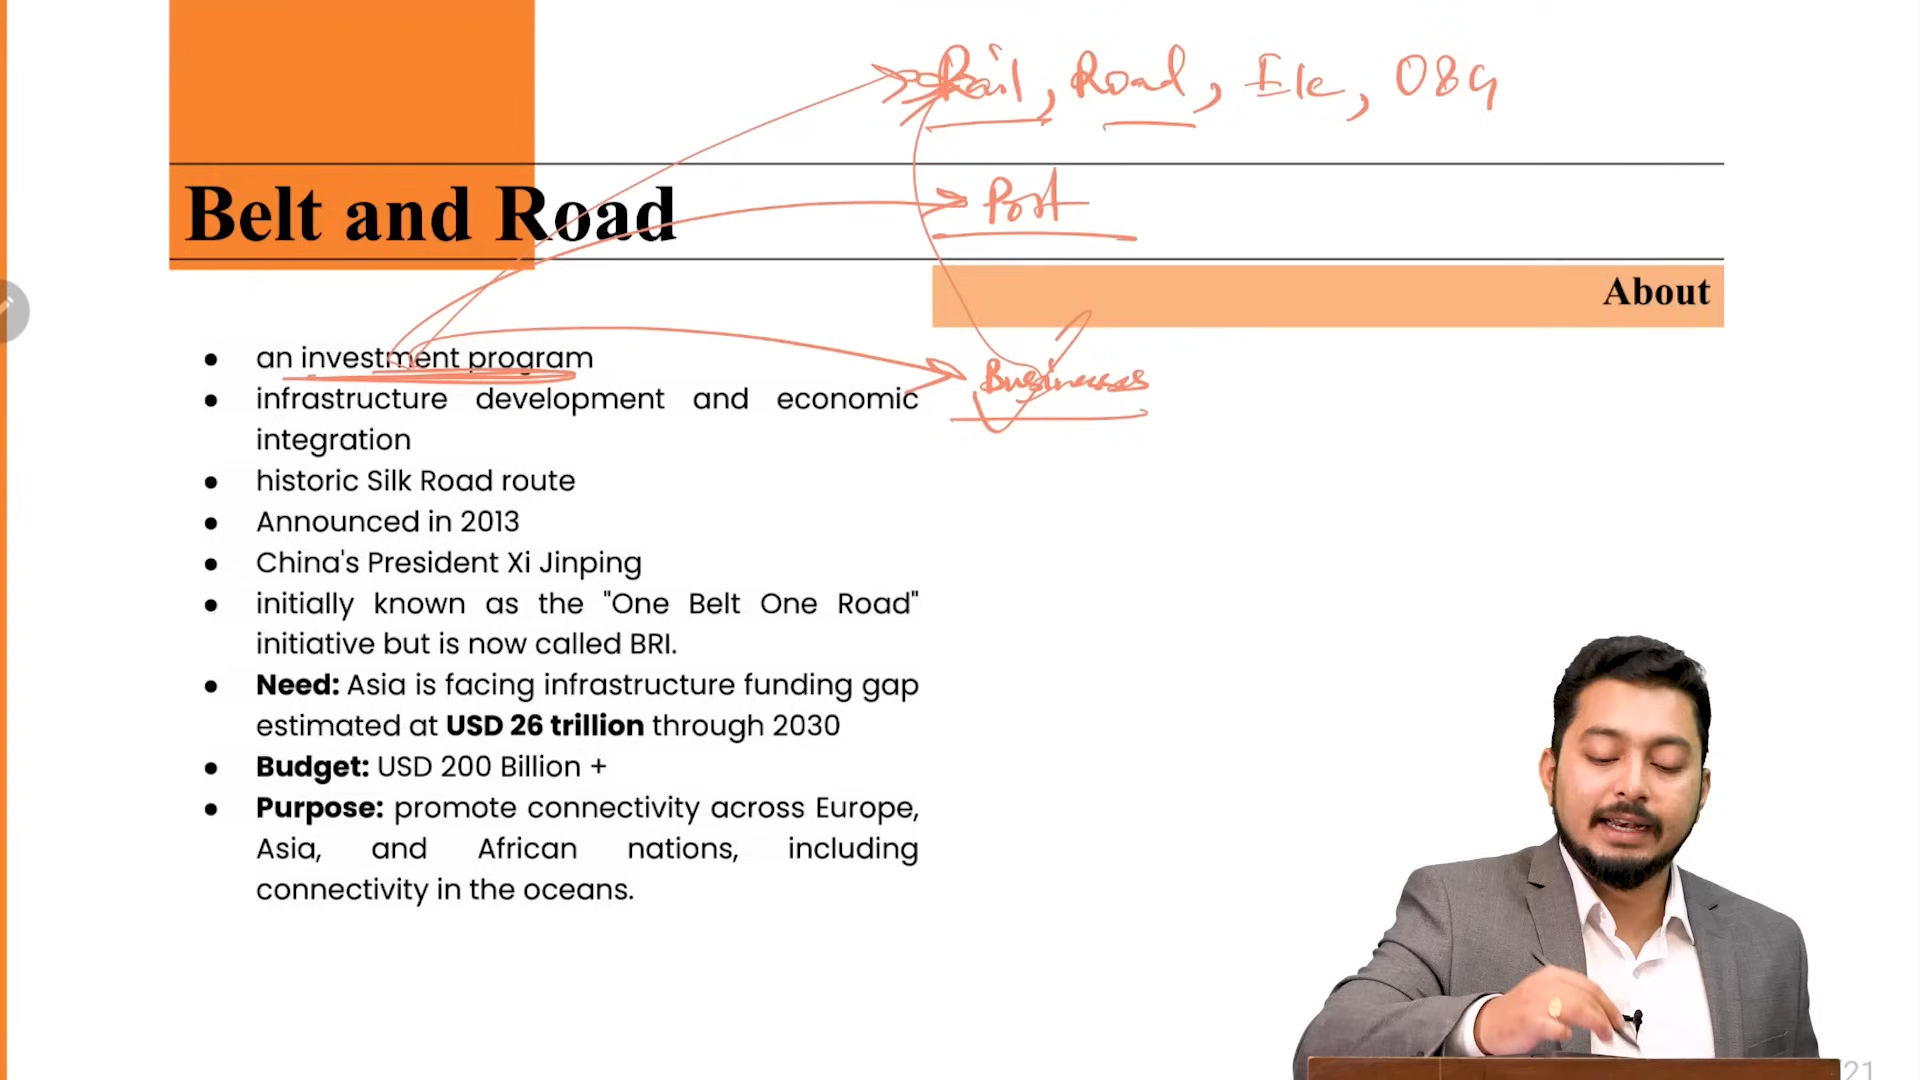 Rail, Road, Ele, O&G
Port
Belt and Road
About
Businesses
● an investment program
● infrastructure development and economic
integration
● historic Silk Road route
● Announced in 2013
● China's President Xi Jinping
● initially known as the "One Belt One Road"
initiative but is now called BRI.
● Need: Asia is facing infrastructure funding gap
estimated at USD 26 trillion through 2030
● Budget: USD 200 Billion +
● Purpose: promote connectivity across Europe,
Asia, and African nations, including
connectivity in the oceans.
21